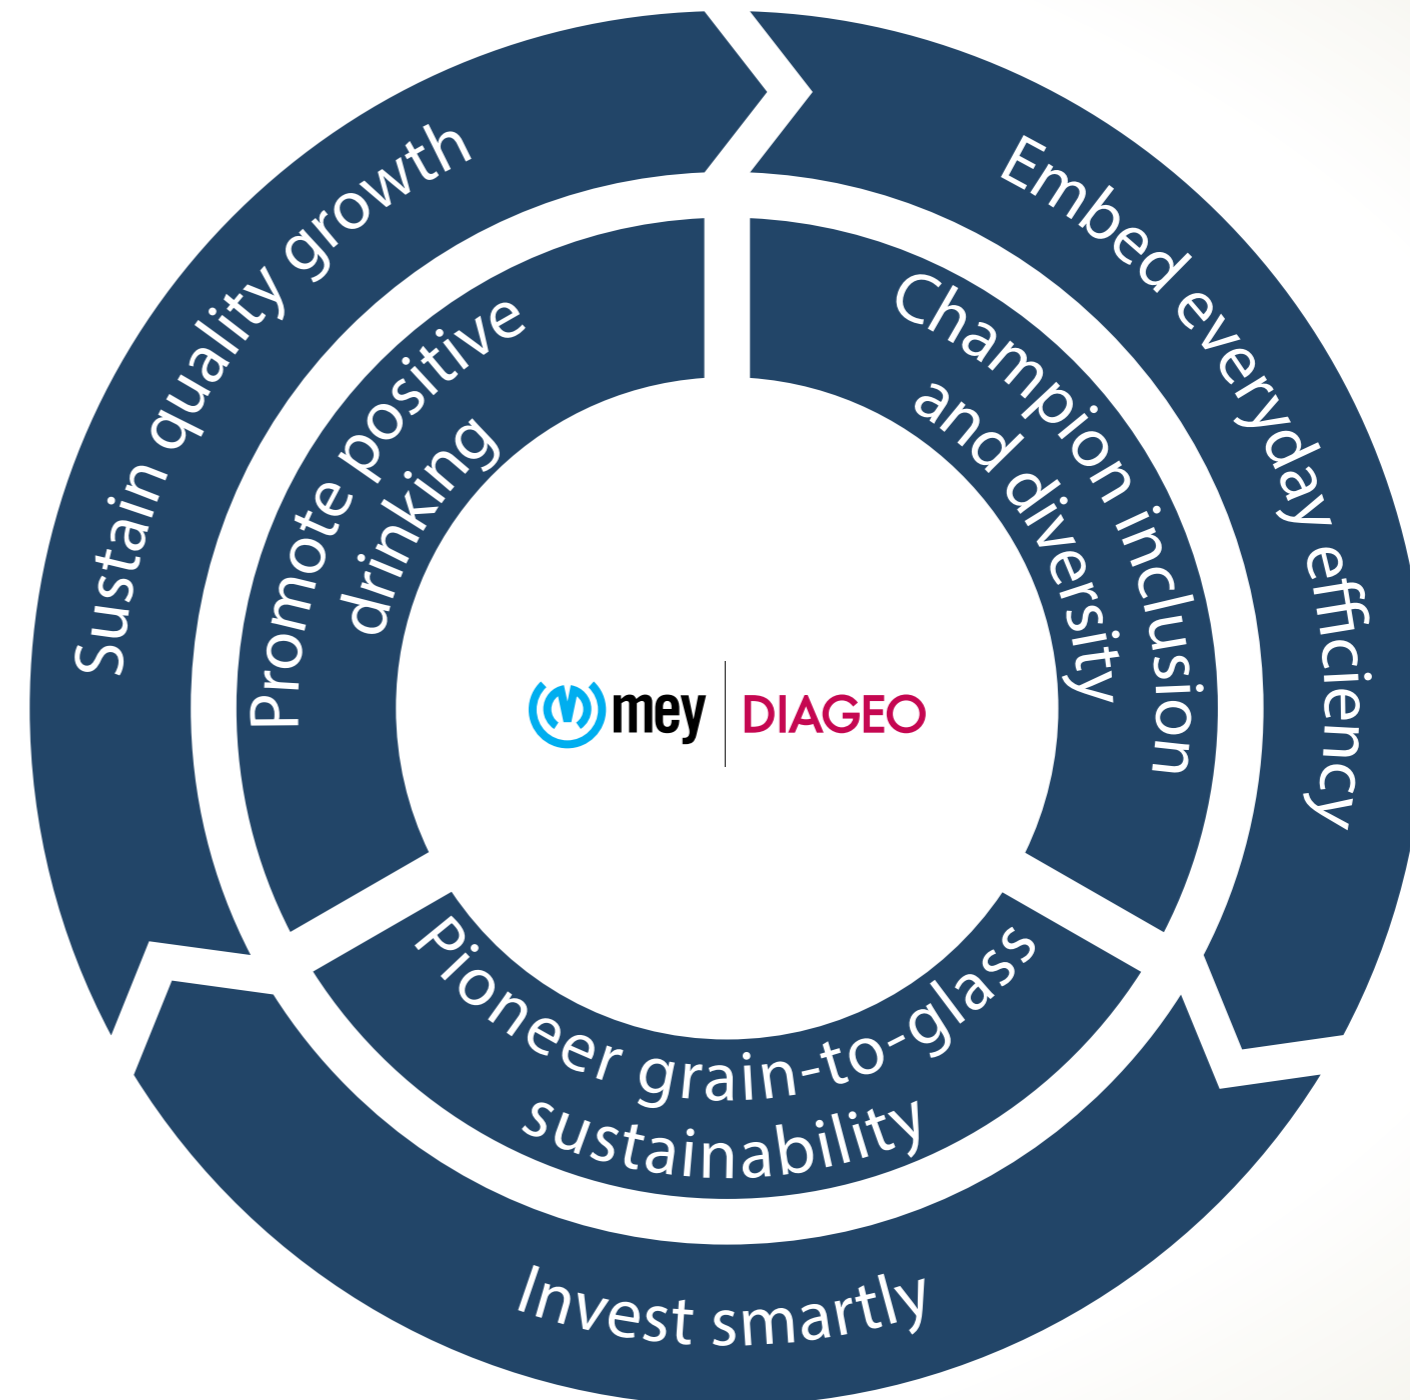 Sustain quality growth
Embed everyday efficiency
Promote positive
drinking
Champion inclusion
and diversity
mey DIAGEO
Pioneer grain-to-glass
sustainability
Invest smartly